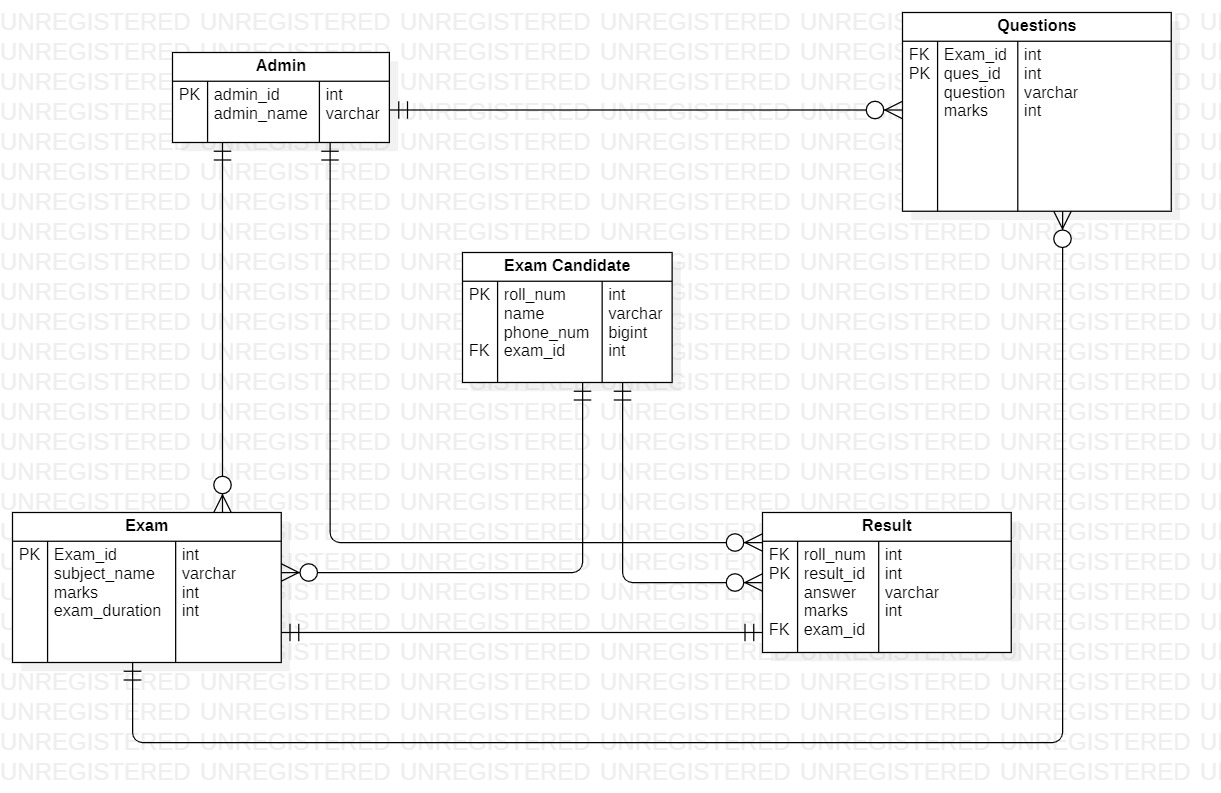 Questions
FK Exam_id int
PK ques_id int
question varchar
marks int
Admin
PK admin_id int
admin_name varchar
Exam Candidate
PK roll_num int
name varchar
phone_num bigint
FK exam_id int
Exam
PK Exam_id int
subject_name varchar
marks int
exam_duration int
Result
FK roll_num int
PK result_id int
answer varchar
marks int
FK exam_id
UNREGISTERED